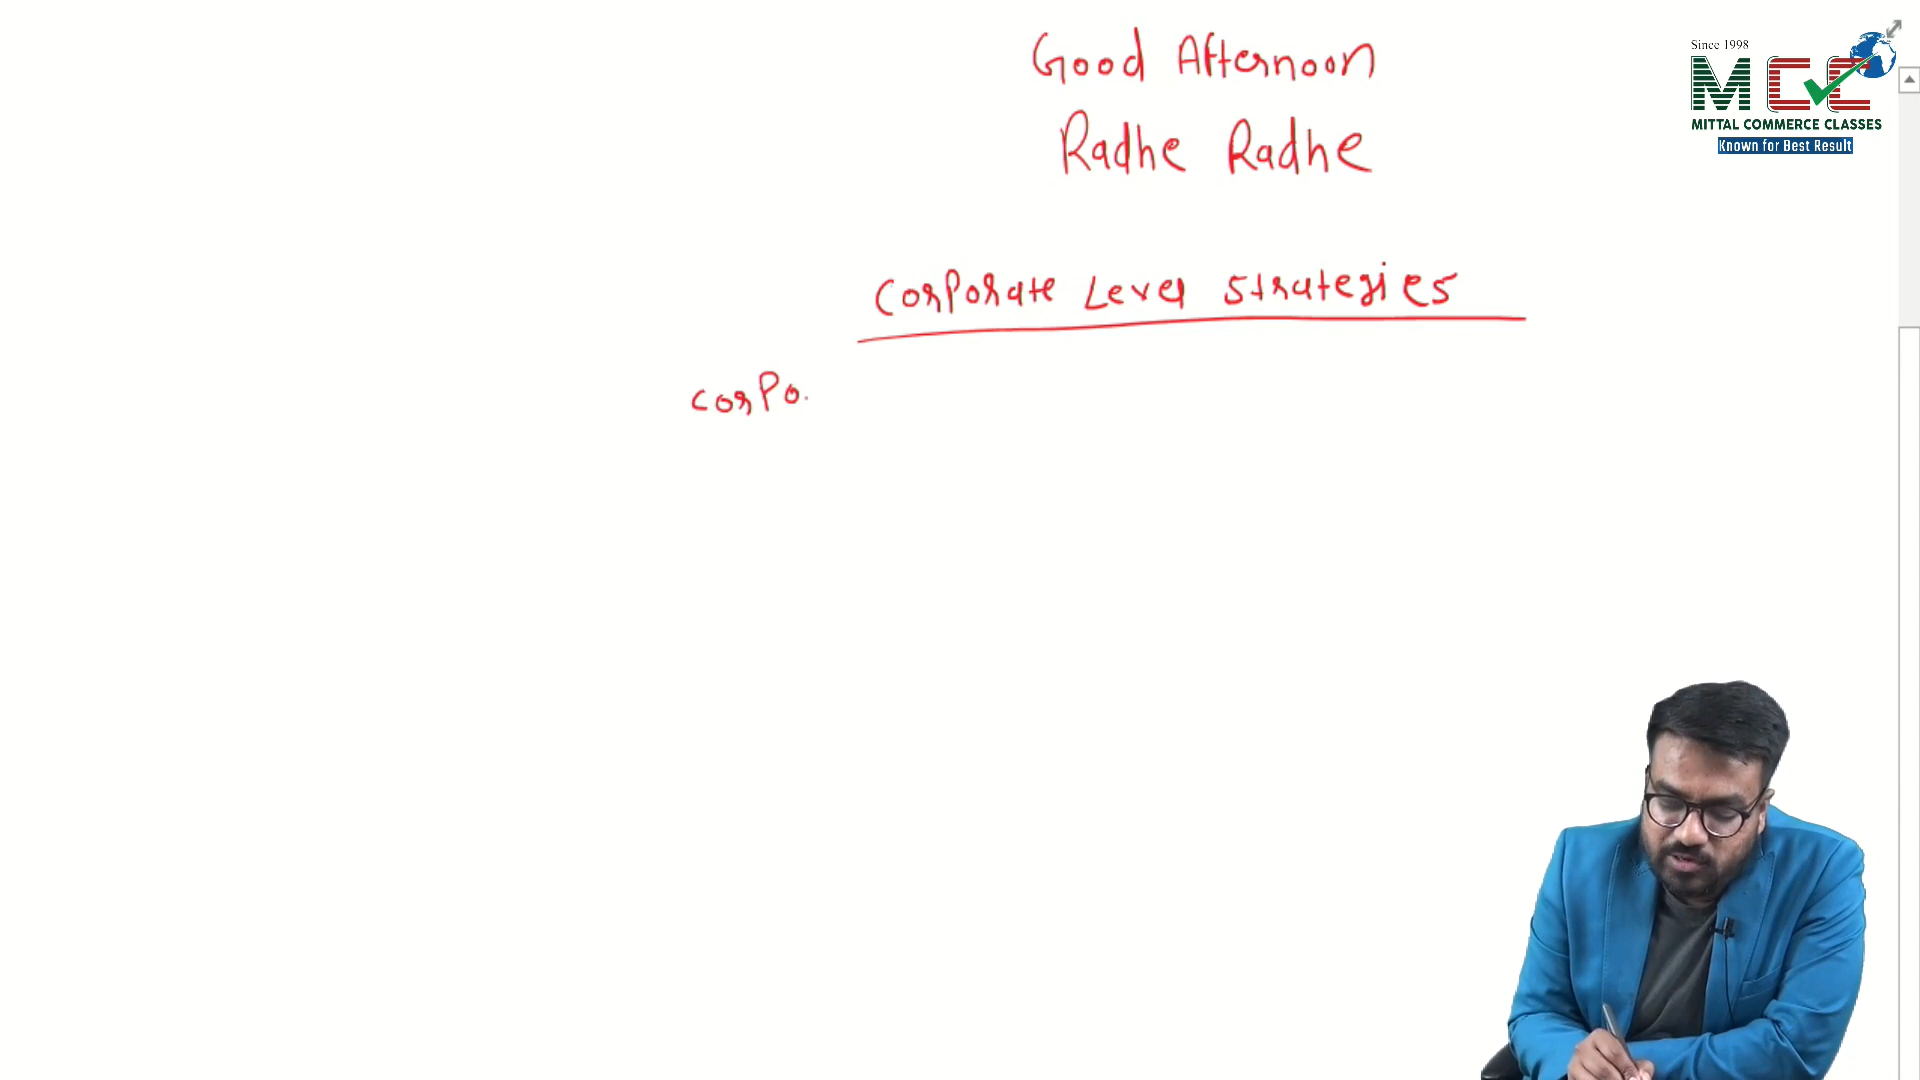 Good Afternoon
Radhe Radhe
Corporate Level Strategies
Corpo.
Since 1998
MCC
MITTAL COMMERCE CLASSES
Known for Best Result